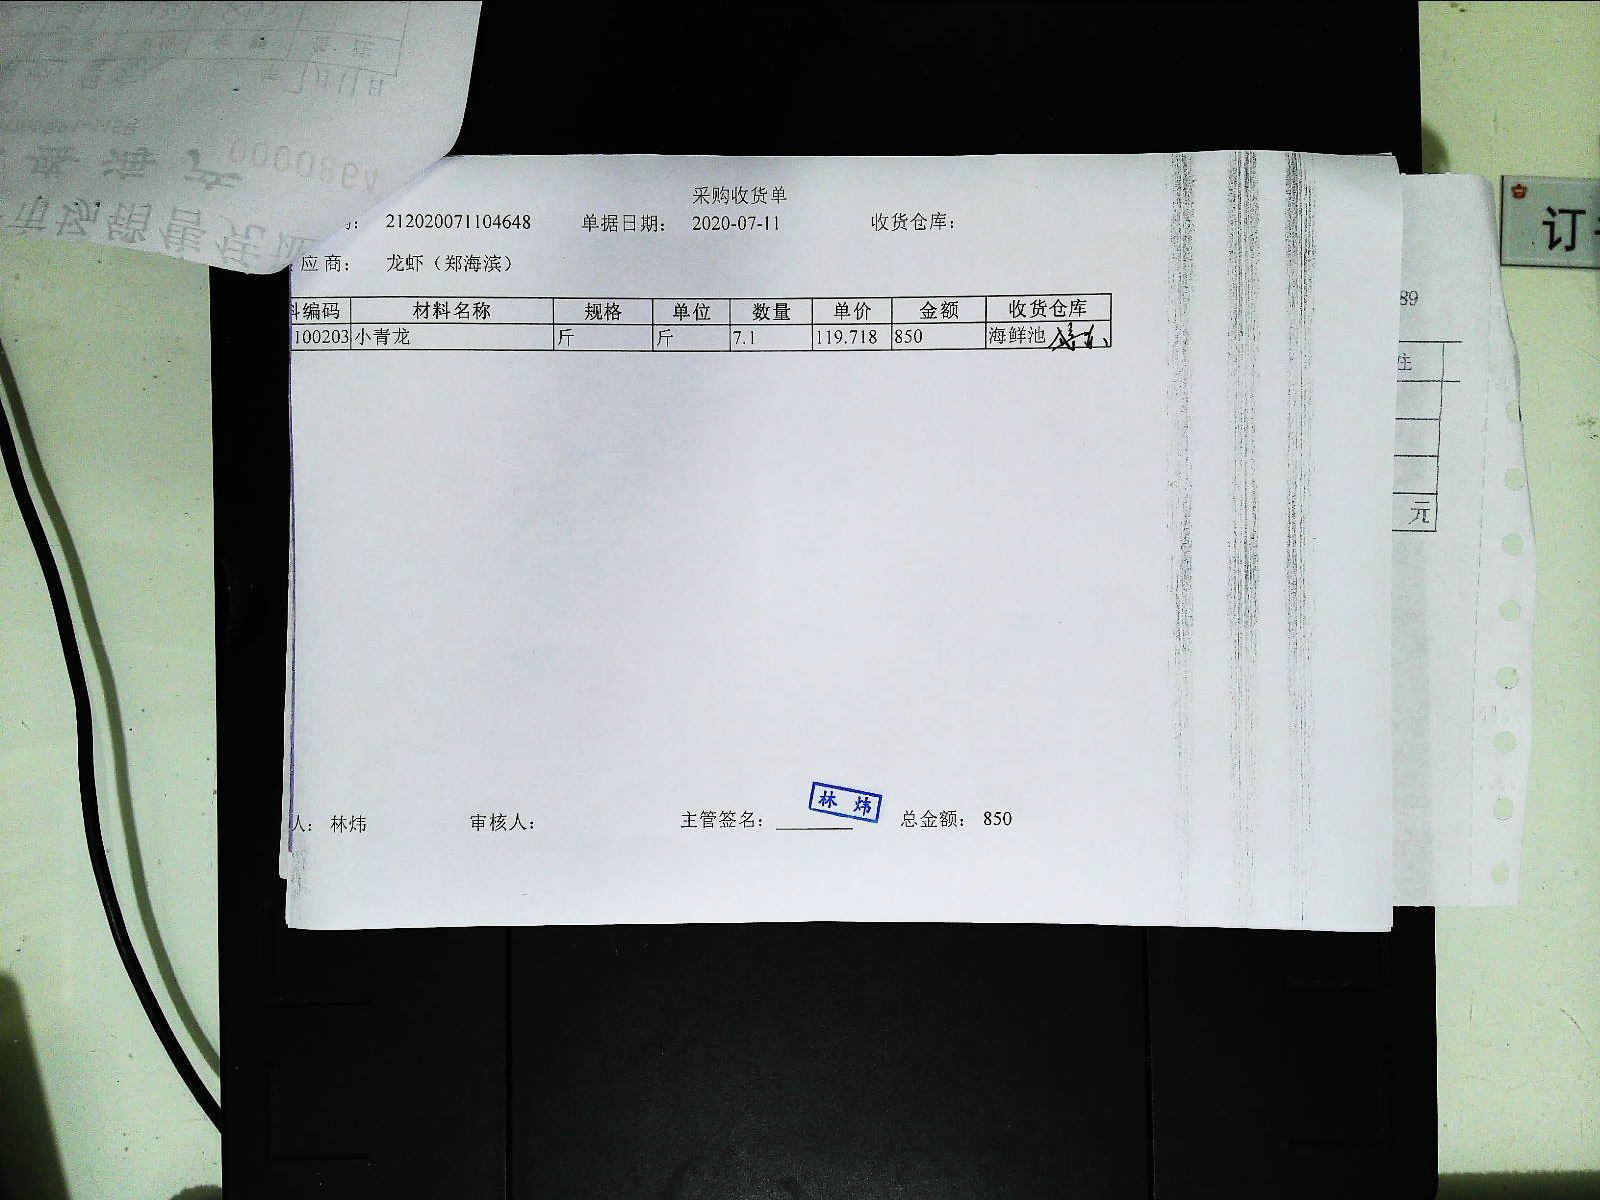 采购收货单
号: 212020071104648 单据日期: 2020-07-11 收货仓库:
应商: 龙虾（郑海滨）
料编码 材料名称 规格 单位 数量 单价 金额 收货仓库
100203 小青龙 斤 斤 7.1 119.718 850 海鲜池
林炜
人: 林炜 审核人: 主管签名: 总金额: 850
0000864
订
89
注
元